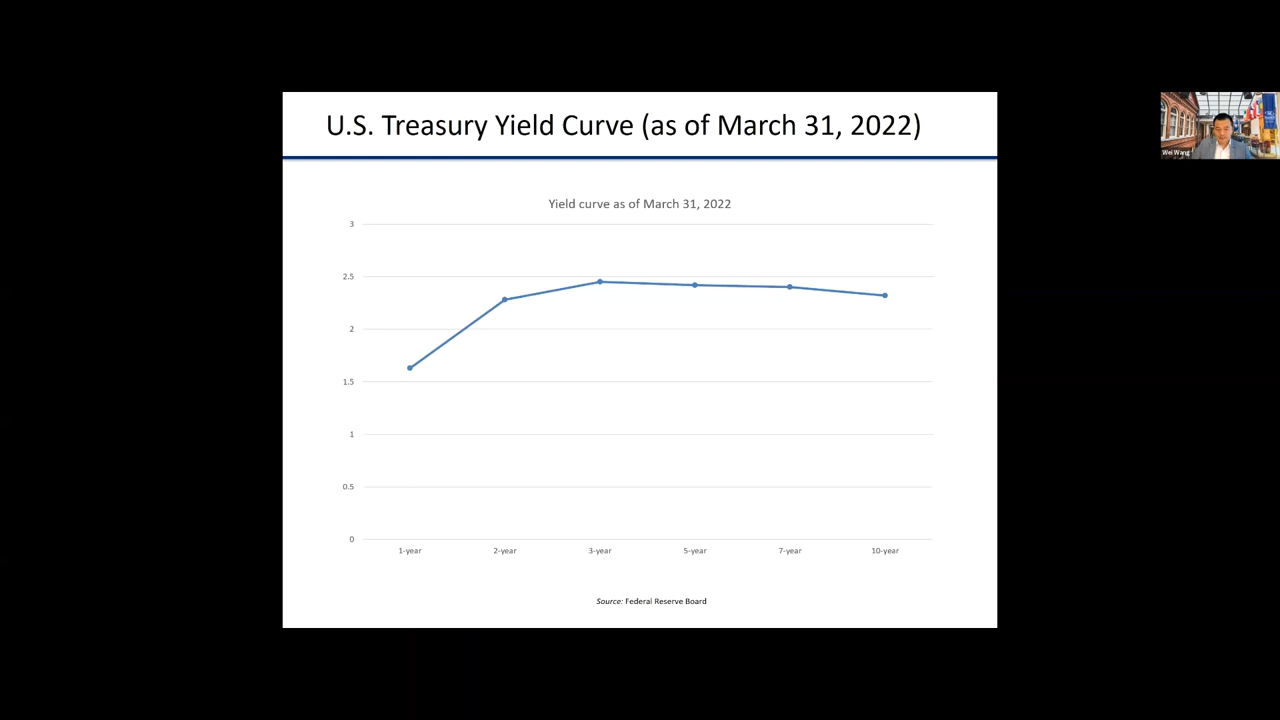 U.S. Treasury Yield Curve (as of March 31, 2022)
Wei Wang
Yield curve as of March 31, 2022
3
2.5
2
1.5
1
0.5
0
1-year
2-year
3-year
5-year
7-year
10-year
Source: Federal Reserve Board